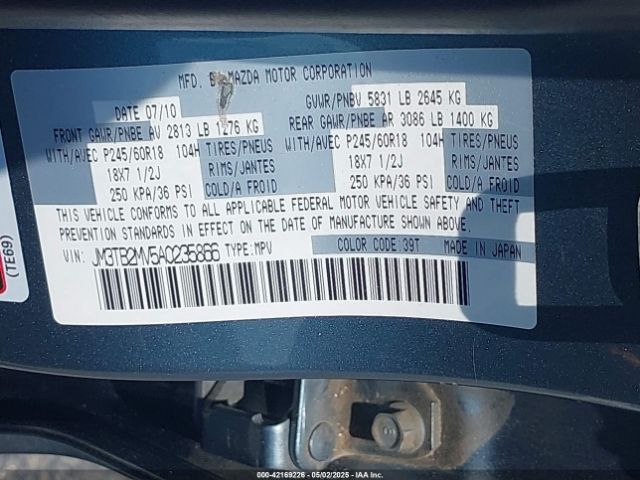 MFD. BY MAZDA MOTOR CORPORATION
DATE 07/10 GVWR/PNBV 5831 LB 2645 KG
FRONT GAWR/PNBE AV 2813 LB 1276 KG REAR GAWR/PNBE AR 3086 LB 1400 KG
WITH/AVEC P245/60R18 104H TIRES/PNEUS WITH/AVEC P245/60R18 104H TIRES/PNEUS
18X7 1/2J RIMS/JANTES 18X7 1/2J RIMS/JANTES
250 KPA/36 PSI COLD/A FROID 250 KPA/36 PSI COLD/A FROID
THIS VEHICLE CONFORMS TO ALL APPLICABLE FEDERAL MOTOR VEHICLE SAFETY AND THEFT
PREVENTION STANDARDS IN EFFECT ON THE DATE OF MANUFACTURE SHOWN ABOVE.
VIN: JM3TB2MV5A0235866 TYPE:MPV COLOR CODE:39T MADE IN JAPAN
(TE69)
000-42169226 - 05/02/2025 - IAA Inc.